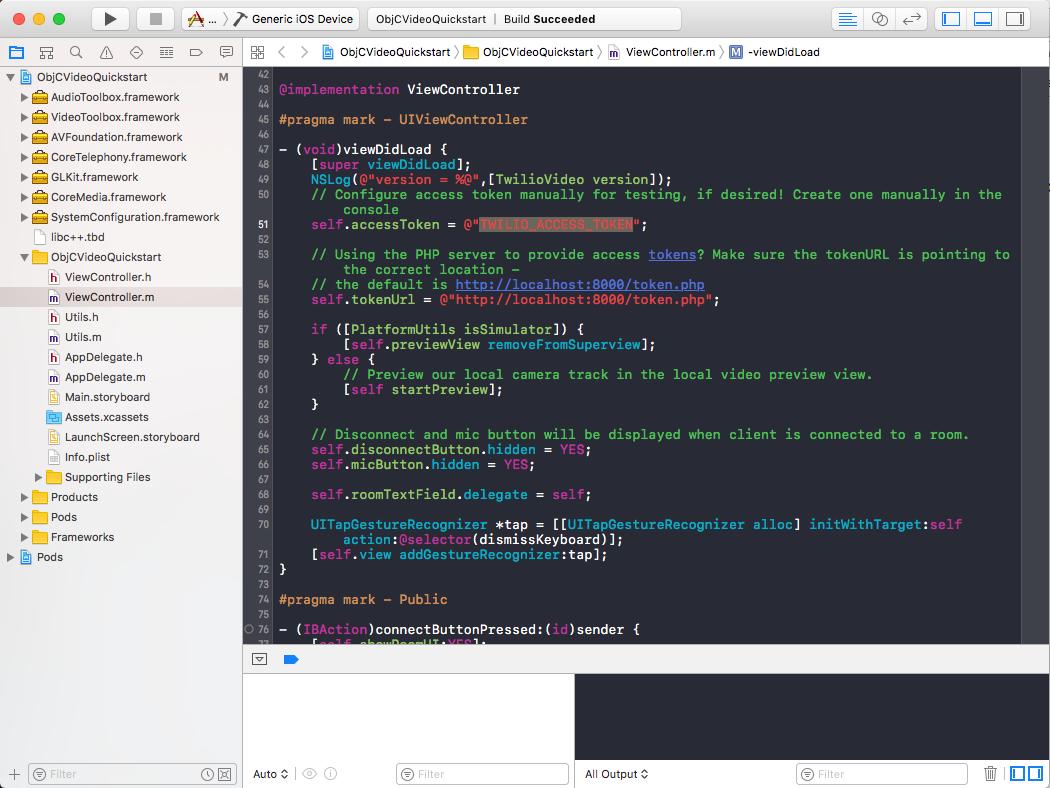 ... Generic iOS Device
ObjCVideoQuickstart | Build Succeeded
ObjCVideoQuickstart ObjCVideoQuickstart m ViewController.m M -viewDidLoad
ObjCVideoQuickstart M
AudioToolbox.framework
VideoToolbox.framework
AVFoundation.framework
CoreTelephony.framework
GLKit.framework
CoreMedia.framework
SystemConfiguration.framework
libc++.tbd
ObjCVideoQuickstart
h ViewController.h
m ViewController.m
h Utils.h
m Utils.m
h AppDelegate.h
m AppDelegate.m
Main.storyboard
Assets.xcassets
LaunchScreen.storyboard
Info.plist
Supporting Files
Products
Pods
Frameworks
Pods
Filter
42
43 @implementation ViewController
44
45 #pragma mark - UIViewController
46
47 - (void)viewDidLoad {
48 [super viewDidLoad];
49 NSLog(@"version = %@",[TwilioVideo version]);
50 // Configure access token manually for testing, if desired! Create one manually in the
console
51 self.accessToken = @"TWILIO_ACCESS_TOKEN";
52
53 // Using the PHP server to provide access tokens? Make sure the tokenURL is pointing to
the correct location -
54 // the default is http://localhost:8000/token.php
55 self.tokenUrl = @"http://localhost:8000/token.php";
56
57 if ([PlatformUtils isSimulator]) {
58 [self.previewView removeFromSuperview];
59 } else {
60 // Preview our local camera track in the local video preview view.
61 [self startPreview];
62 }
63
64 // Disconnect and mic button will be displayed when client is connected to a room.
65 self.disconnectButton.hidden = YES;
66 self.micButton.hidden = YES;
67
68 self.roomTextField.delegate = self;
69
70 UITapGestureRecognizer *tap = [[UITapGestureRecognizer alloc] initWithTarget:self
action:@selector(dismissKeyboard)];
71 [self.view addGestureRecognizer:tap];
72 }
73
74 #pragma mark - Public
75
76 - (IBAction)connectButtonPressed:(id)sender {
77 [self showRoomUI:YES];
Auto
Filter
All Output
Filter